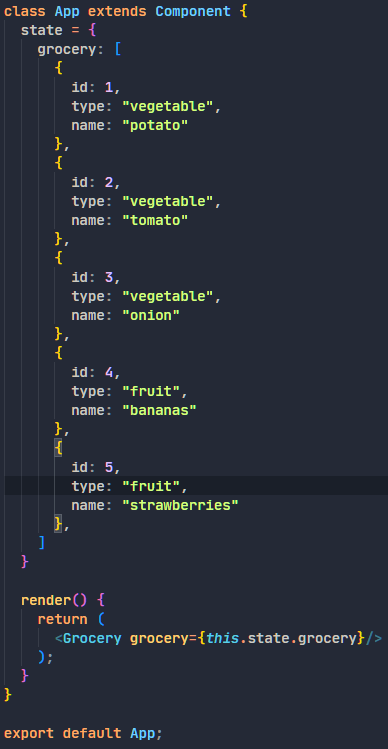 class App extends Component {
  state = {
    grocery: [
      {
        id: 1,
        type: "vegetable",
        name: "potato"
      },
      {
        id: 2,
        type: "vegetable",
        name: "tomato"
      },
      {
        id: 3,
        type: "vegetable",
        name: "onion"
      },
      {
        id: 4,
        type: "fruit",
        name: "bananas"
      },
      {
        id: 5,
        type: "fruit",
        name: "strawberries"
      },
    ]
  }

  render() {
    return (
      <Grocery grocery={this.state.grocery}/>
    );
  }
}

export default App;